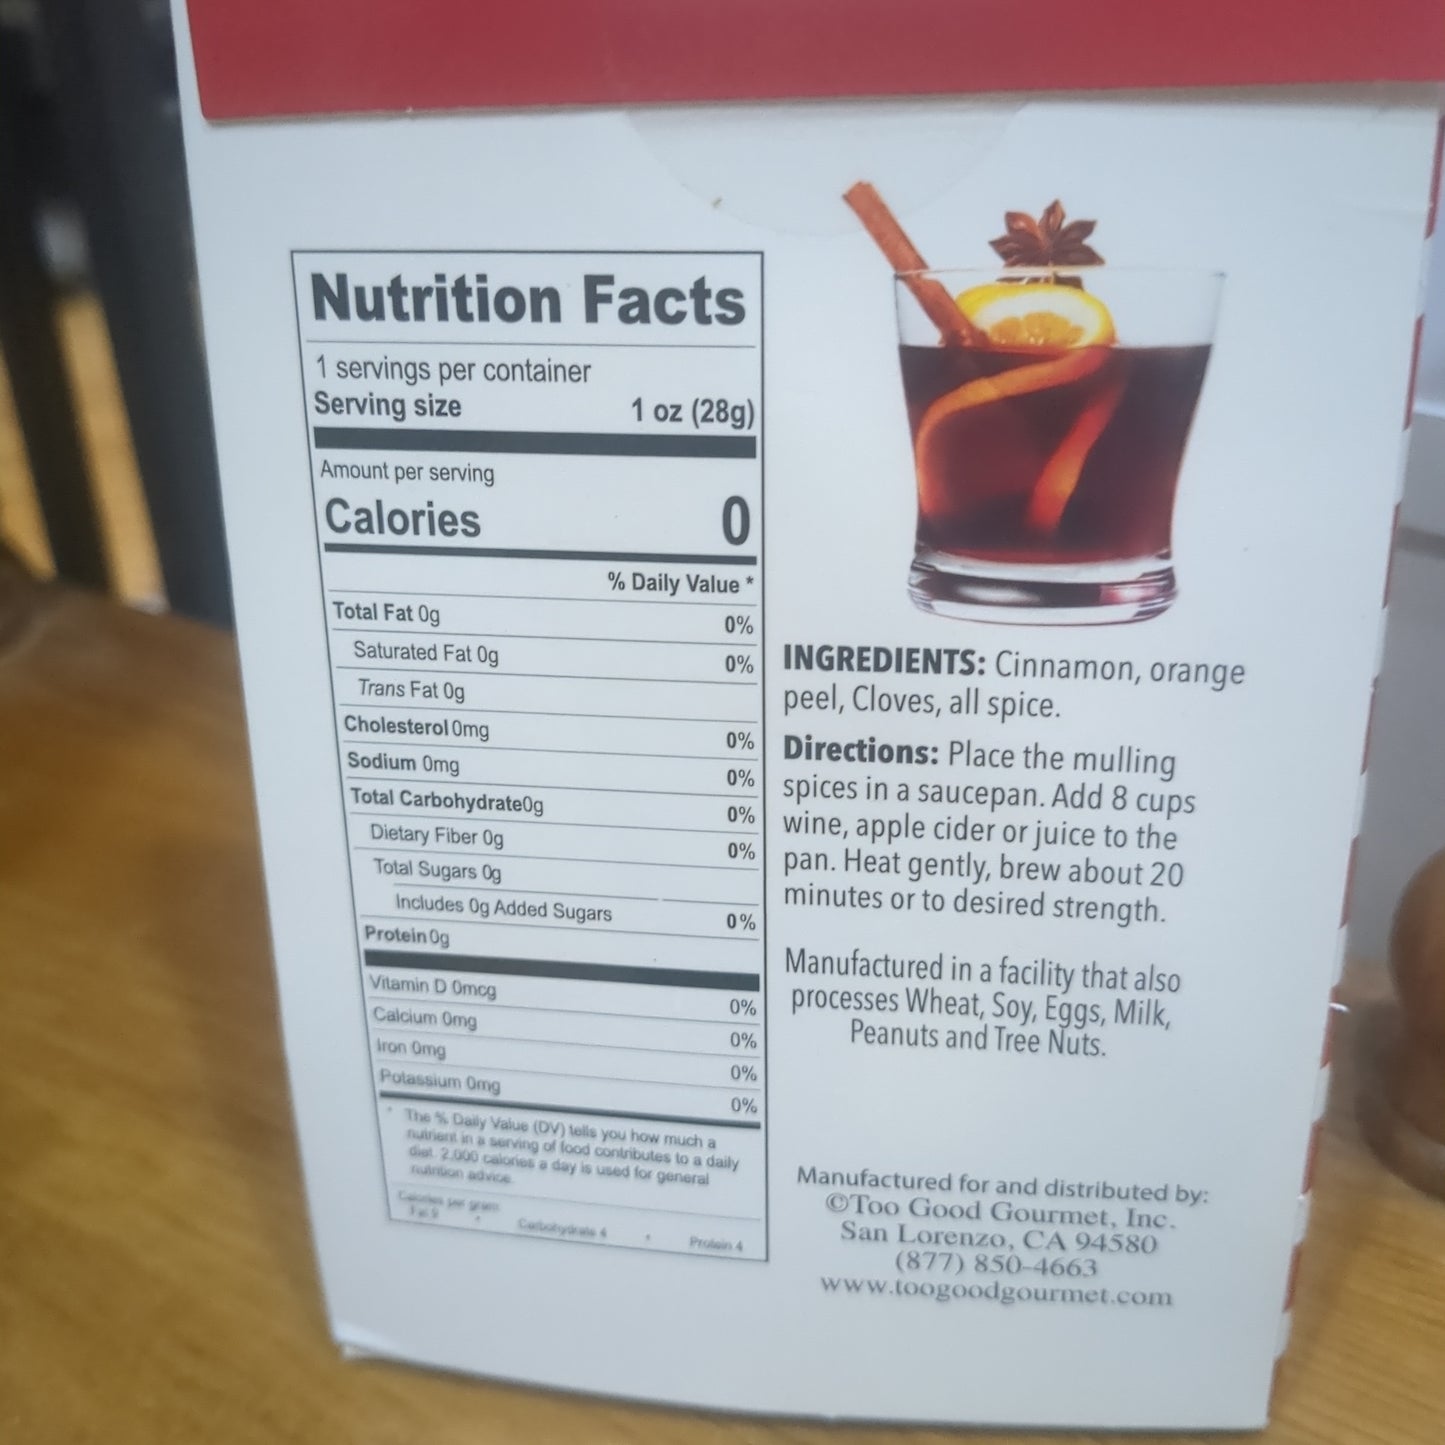 Nutrition Facts
1 servings per container
Serving size 1 oz (28g)
Amount per serving
Calories 0
% Daily Value *
Total Fat 0g 0%
Saturated Fat 0g 0%
Trans Fat 0g
Cholesterol 0mg 0%
Sodium 0mg 0%
Total Carbohydrate0g 0%
Dietary Fiber 0g 0%
Total Sugars 0g
Includes 0g Added Sugars 0%
Protein 0g
Vitamin D 0mcg 0%
Calcium 0mg 0%
Iron 0mg 0%
Potassium 0mg 0%
* The % Daily Value (DV) tells you how much a
nutrient in a serving of food contributes to a daily
diet. 2,000 calories a day is used for general
nutrition advice.
Calories per gram
Fat 9 * Carbohydrate 4 * Protein 4
INGREDIENTS: Cinnamon, orange
peel, Cloves, all spice.
Directions: Place the mulling
spices in a saucepan. Add 8 cups
wine, apple cider or juice to the
pan. Heat gently, brew about 20
minutes or to desired strength.
Manufactured in a facility that also
processes Wheat, Soy, Eggs, Milk,
Peanuts and Tree Nuts.
Manufactured for and distributed by:
©Too Good Gourmet, Inc.
San Lorenzo, CA 94580
(877) 850-4663
www.toogoodgourmet.com